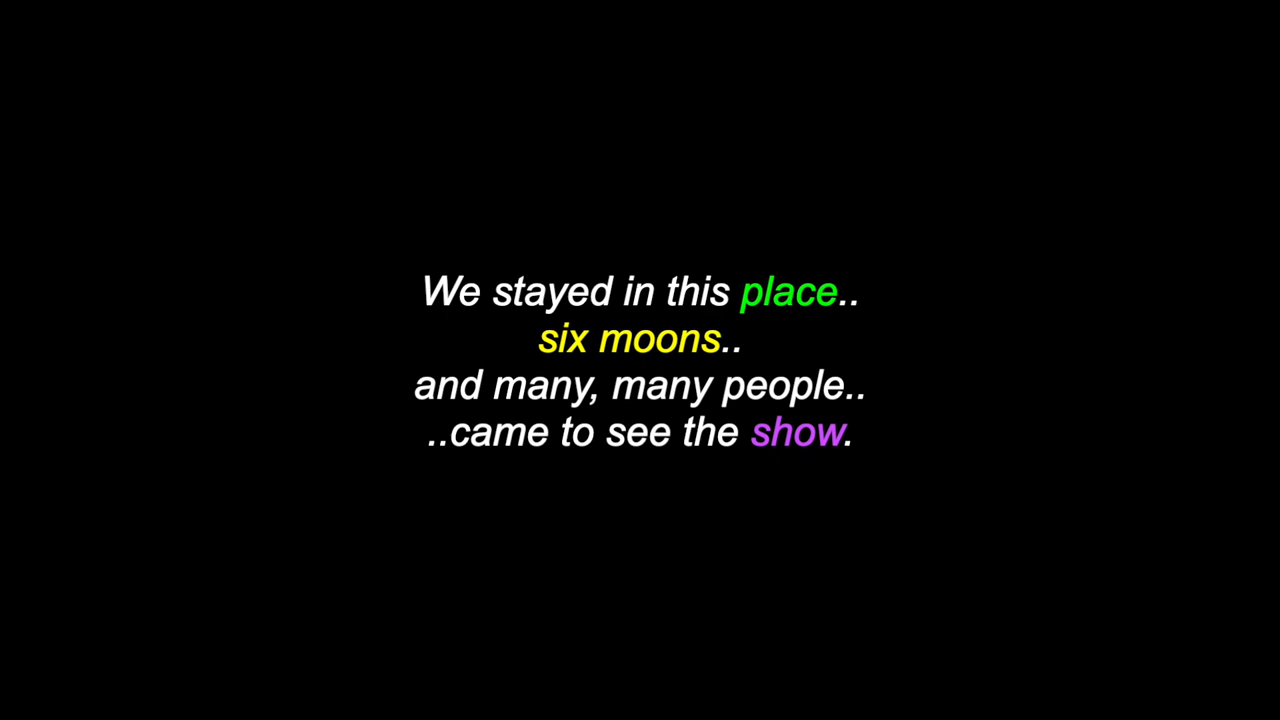 We stayed in this place..
six moons..
and many, many people..
..came to see the show.